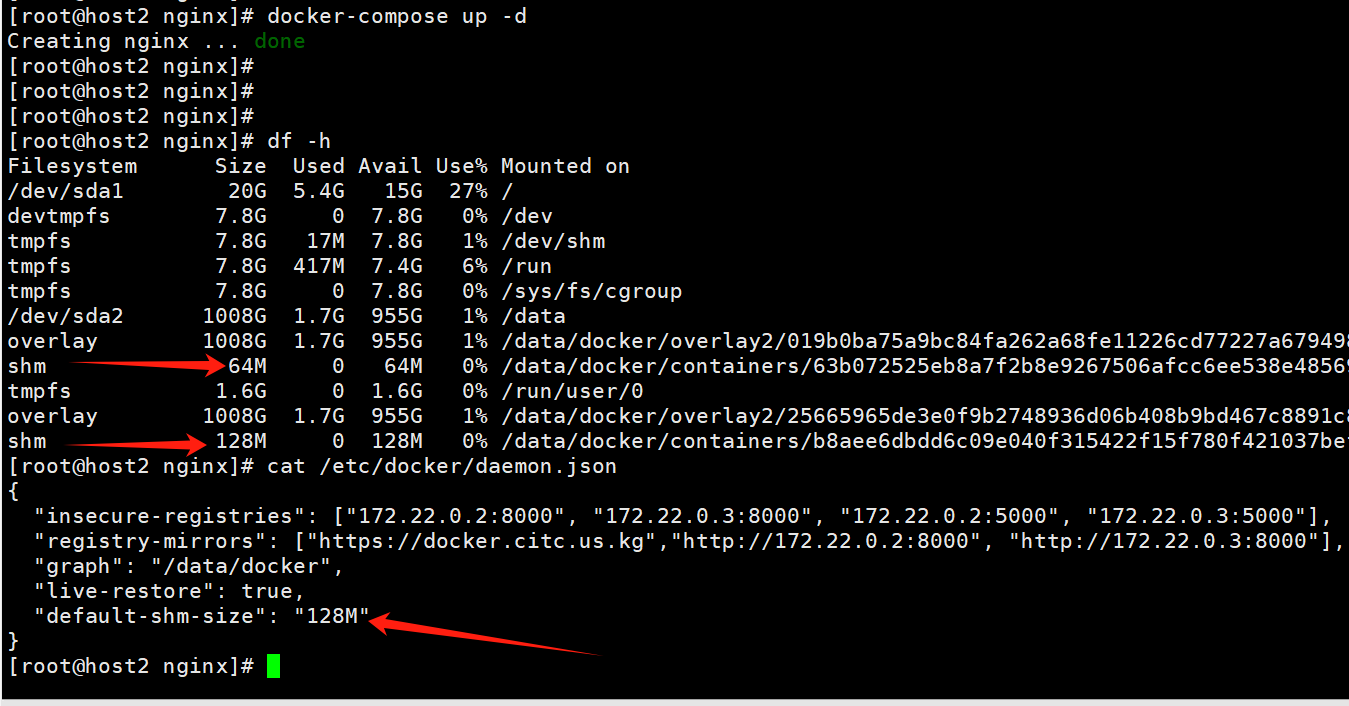 [root@host2 nginx]# docker-compose up -d
Creating nginx ... done
[root@host2 nginx]#
[root@host2 nginx]#
[root@host2 nginx]#
[root@host2 nginx]# df -h
Filesystem      Size  Used Avail Use% Mounted on
/dev/sda1        20G  5.4G   15G  27% /
devtmpfs        7.8G     0  7.8G   0% /dev
tmpfs           7.8G   17M  7.8G   1% /dev/shm
tmpfs           7.8G  417M  7.4G   6% /run
tmpfs           7.8G     0  7.8G   0% /sys/fs/cgroup
/dev/sda2      1008G  1.7G  955G   1% /data
overlay        1008G  1.7G  955G   1% /data/docker/overlay2/019b0ba75a9bc84fa262a68fe11226cd77227a679498
shm              64M     0   64M   0% /data/docker/containers/63b072525eb8a7f2b8e9267506afcc6ee538e48569
tmpfs           1.6G     0  1.6G   0% /run/user/0
overlay        1008G  1.7G  955G   1% /data/docker/overlay2/25665965de3e0f9b2748936d06b408b9bd467c8891c8
shm             128M     0  128M   0% /data/docker/containers/b8aee6dbdd6c09e040f315422f15f780f421037bef
[root@host2 nginx]# cat /etc/docker/daemon.json
{
  "insecure-registries": ["172.22.0.2:8000", "172.22.0.3:8000", "172.22.0.2:5000", "172.22.0.3:5000"],
  "registry-mirrors": ["https://docker.citc.us.kg","http://172.22.0.2:8000", "http://172.22.0.3:8000"],
  "graph": "/data/docker",
  "live-restore": true,
  "default-shm-size": "128M"
}
[root@host2 nginx]#